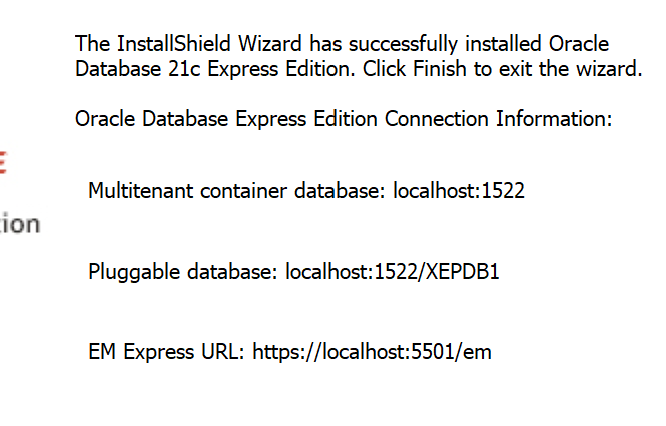 The InstallShield Wizard has successfully installed Oracle
Database 21c Express Edition. Click Finish to exit the wizard.
Oracle Database Express Edition Connection Information:
Multitenant container database: localhost:1522
tion
Pluggable database: localhost:1522/XEPDB1
EM Express URL: https://localhost:5501/em